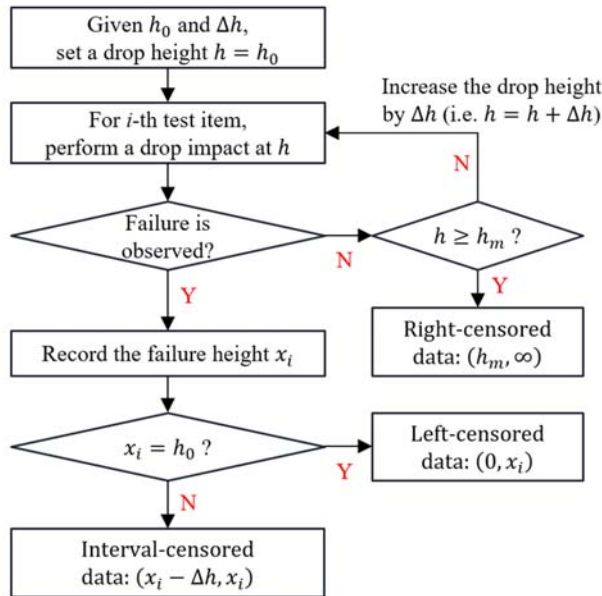 Given h₀ and Δh,
set a drop height h = h₀
Increase the drop height
by Δh (i.e. h = h + Δh)
For i-th test item,
perform a drop impact at h
N
Failure is
observed?
N
h ≥ hₘ ?
Y
Y
Right-censored
data: (hₘ, ∞)
Record the failure height xᵢ
xᵢ = h₀ ?
Y
Left-censored
data: (0, xᵢ)
N
Interval-censored
data: (xᵢ − Δh, xᵢ)